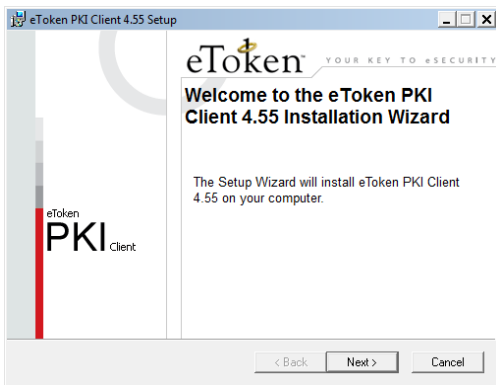 eToken PKI Client 4.55 Setup
eToken™ YOUR KEY TO eSECURITY
Welcome to the eToken PKI
Client 4.55 Installation Wizard
The Setup Wizard will install eToken PKI Client
4.55 on your computer.
eToken
PKI Client
< Back Next > Cancel